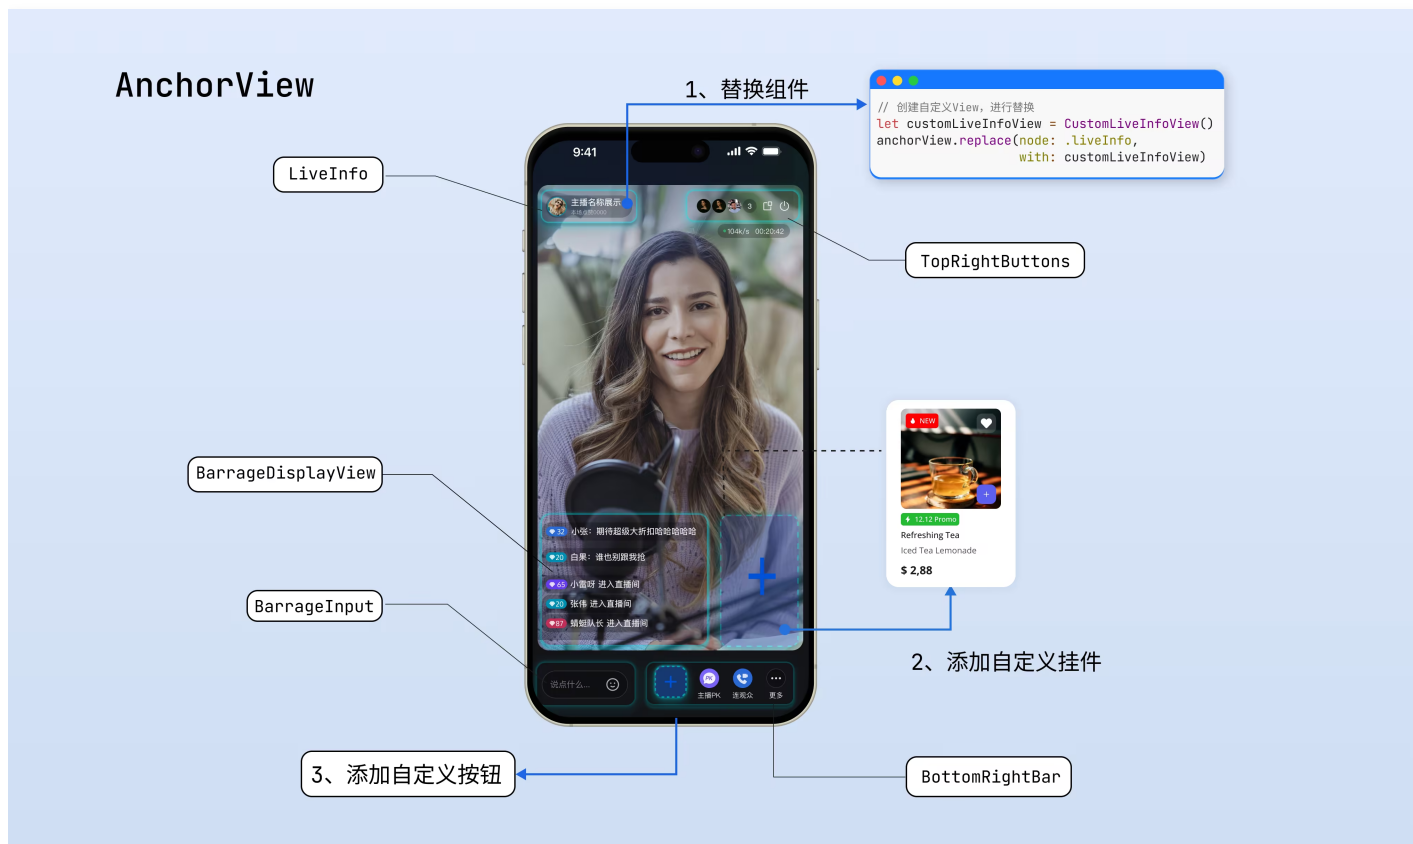 AnchorView
1、替换组件
// 创建自定义View，进行替换
let customLiveInfoView = CustomLiveInfoView()
anchorView.replace(node: .liveInfo,
with: customLiveInfoView)
9:41
LiveInfo
主播名称展示
3
104k/s 00:20:42
TopRightButtons
NEW
12.12 Promo
Refreshing Tea
Iced Tea Lemonade
$ 2,88
BarrageDisplayView
32 小张：期待超级大折扣哈哈哈哈哈
20 白果：谁也别跟我抢
65 小雷呀 进入直播间
20 张伟 进入直播间
87 蜻蜓队长 进入直播间
BarrageInput
2、添加自定义挂件
说点什么...
PK
主播PK
连观众
更多
3、添加自定义按钮
BottomRightBar